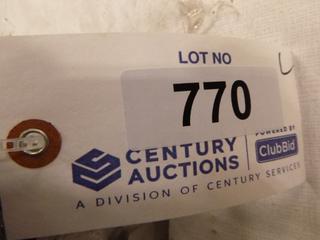 LOT NO
770
CENTURY
AUCTIONS
POWERED BY
ClubBid
A DIVISION OF CENTURY SERVICES